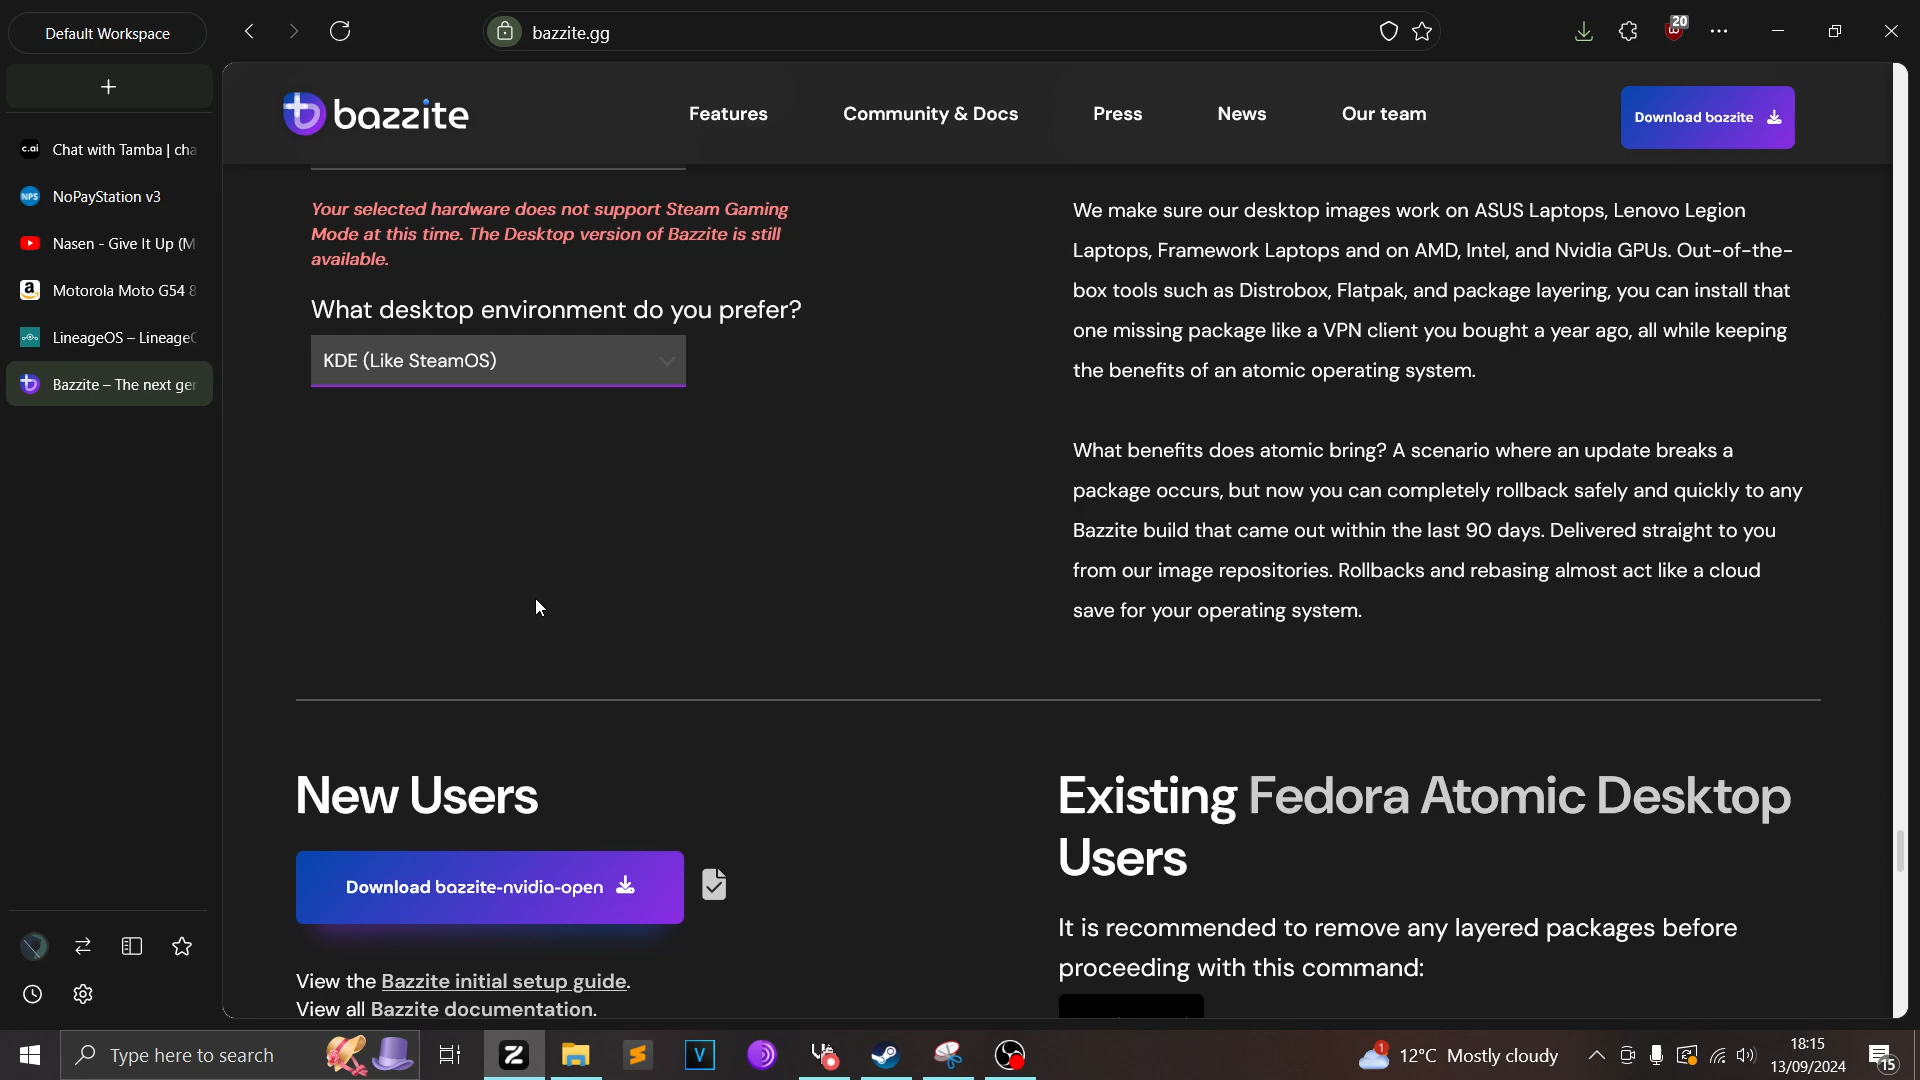 Default Workspace
bazzite.gg
20
c.ai Chat with Tamba | cha
NPS NoPayStation v3
Nasen - Give It Up (M
a Motorola Moto G54 8
LineageOS – Lineage
Bazzite – The next ger
bazzite
Features
Community & Docs
Press
News
Our team
Download bazzite
Your selected hardware does not support Steam Gaming
Mode at this time. The Desktop version of Bazzite is still
available.
What desktop environment do you prefer?
KDE (Like SteamOS)
We make sure our desktop images work on ASUS Laptops, Lenovo Legion
Laptops, Framework Laptops and on AMD, Intel, and Nvidia GPUs. Out-of-the-
box tools such as Distrobox, Flatpak, and package layering, you can install that
one missing package like a VPN client you bought a year ago, all while keeping
the benefits of an atomic operating system.
What benefits does atomic bring? A scenario where an update breaks a
package occurs, but now you can completely rollback safely and quickly to any
Bazzite build that came out within the last 90 days. Delivered straight to you
from our image repositories. Rollbacks and rebasing almost act like a cloud
save for your operating system.
New Users
Download bazzite-nvidia-open
View the Bazzite initial setup guide.
View all Bazzite documentation.
Existing Fedora Atomic Desktop
Users
It is recommended to remove any layered packages before
proceeding with this command:
Type here to search
V
1
12°C Mostly cloudy
18:15
13/09/2024
15